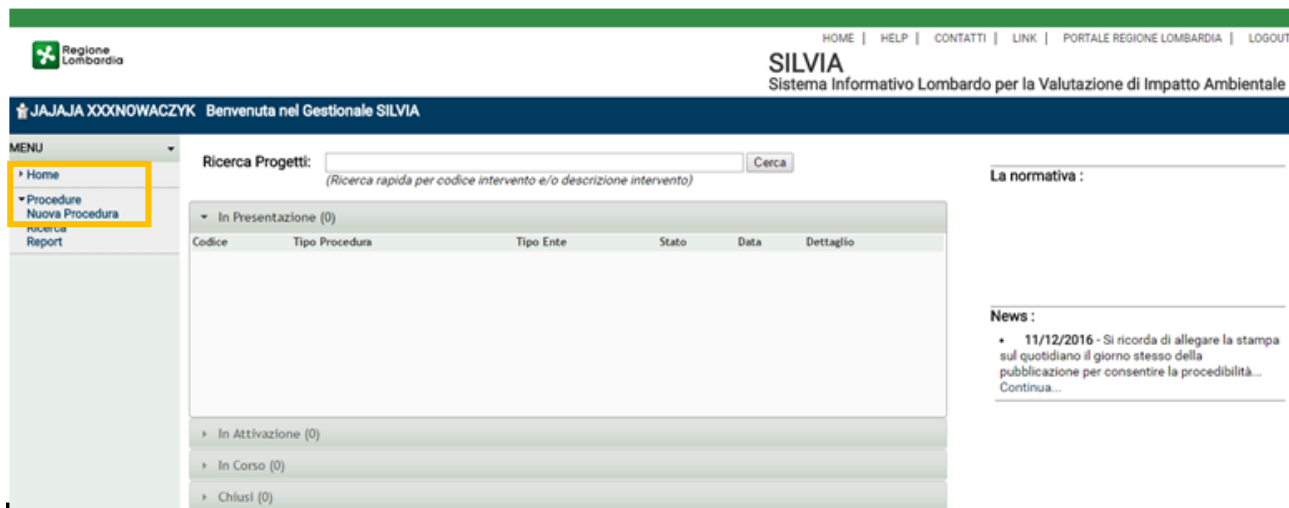 HOME | HELP | CONTATTI | LINK | PORTALE REGIONE LOMBARDIA | LOGOUT
Regione
Lombardia
SILVIA
Sistema Informativo Lombardo per la Valutazione di Impatto Ambientale
JAJAJA XXXNOWACZYK Benvenuta nel Gestionale SILVIA
MENU
Home
Procedure
Nuova Procedura
Ricerca
Report
Ricerca Progetti: Cerca
(Ricerca rapida per codice intervento e/o descrizione intervento)
In Presentazione (0)
Codice Tipo Procedura Tipo Ente Stato Data Dettaglio
In Attivazione (0)
In Corso (0)
Chiusi (0)
La normativa :
News :
• 11/12/2016 - Si ricorda di allegare la stampa
sul quotidiano il giorno stesso della
pubblicazione per consentire la procedibilità...
Continua...